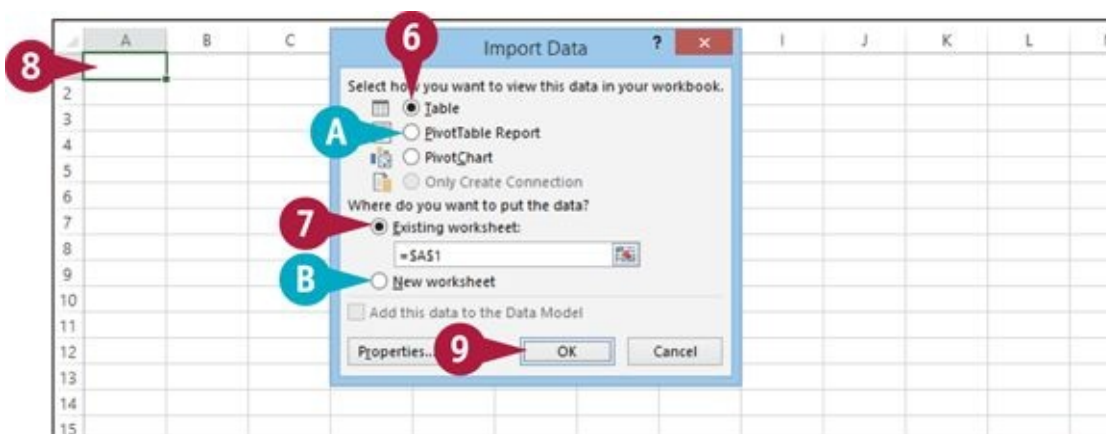 A B C I J K L
6
Import Data ? ×
8
Select how you want to view this data in your workbook.
2
Table
3
A
PivotTable Report
4
PivotChart
5
Only Create Connection
6
Where do you want to put the data?
7
7
Existing worksheet:
8
=$A$1
9
B
New worksheet
10
Add this data to the Data Model
11
12
Properties...
9
OK
Cancel
13
14
15